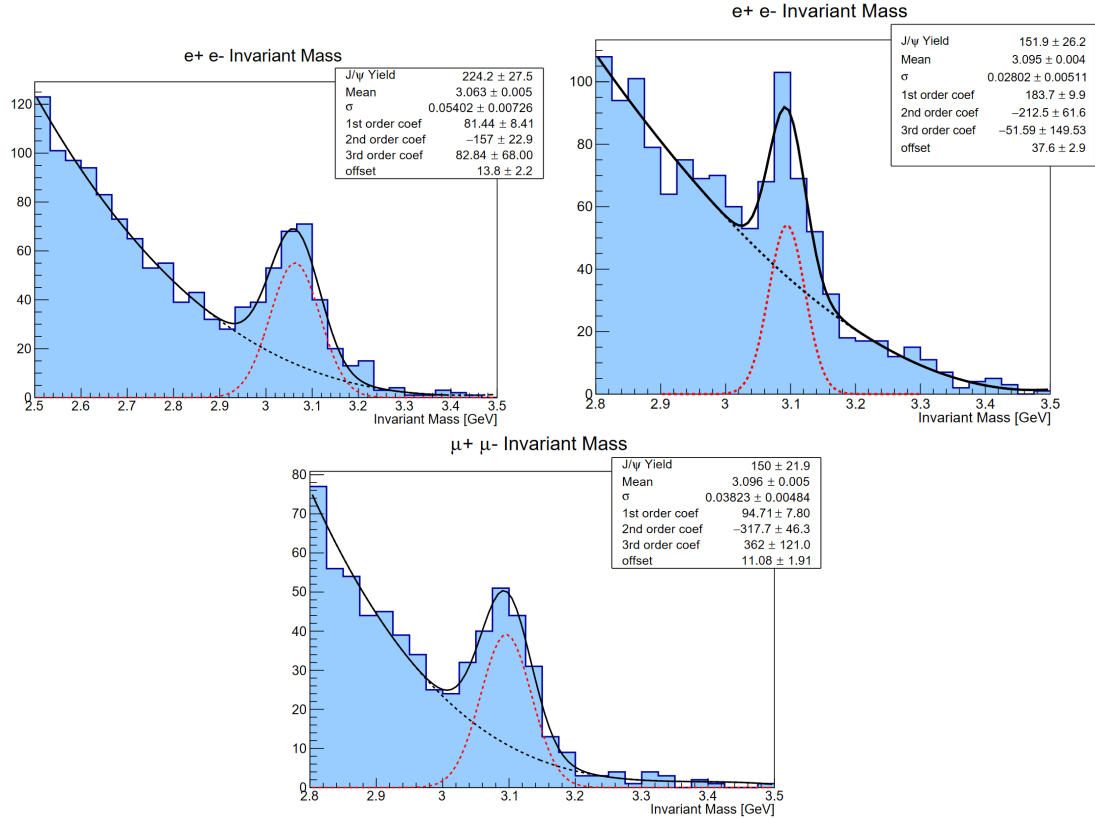 e+ e- Invariant Mass
J/ψ Yield 224.2 ± 27.5
Mean 3.063 ± 0.005
σ 0.05402 ± 0.00726
1st order coef 81.44 ± 8.41
2nd order coef −157 ± 22.9
3rd order coef 82.84 ± 68.00
offset 13.8 ± 2.2
120
100
80
60
40
20
0
2.5 2.6 2.7 2.8 2.9 3 3.1 3.2 3.3 3.4 3.5
Invariant Mass [GeV]
e+ e- Invariant Mass
J/ψ Yield 151.9 ± 26.2
Mean 3.095 ± 0.004
σ 0.02802 ± 0.00511
1st order coef 183.7 ± 9.9
2nd order coef −212.5 ± 61.6
3rd order coef −51.59 ± 149.53
offset 37.6 ± 2.9
100
80
60
40
20
0
2.8 2.9 3 3.1 3.2 3.3 3.4 3.5
Invariant Mass [GeV]
μ+ μ- Invariant Mass
J/ψ Yield 150 ± 21.9
Mean 3.096 ± 0.005
σ 0.03823 ± 0.00484
1st order coef 94.71 ± 7.80
2nd order coef −317.7 ± 46.3
3rd order coef 362 ± 121.0
offset 11.08 ± 1.91
80
70
60
50
40
30
20
10
0
2.8 2.9 3 3.1 3.2 3.3 3.4 3.5
Invariant Mass [GeV]